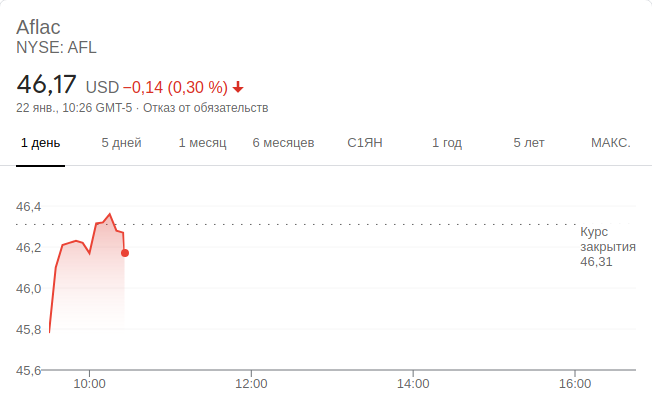 Aflac
NYSE: AFL
46,17 USD −0,14 (0,30 %)
22 янв., 10:26 GMT-5 · Отказ от обязательств
1 день 5 дней 1 месяц 6 месяцев С1ЯН 1 год 5 лет МАКС.
46,4
Курс
закрытия
46,31
46,2
46,0
45,8
45,6
10:00 12:00 14:00 16:00